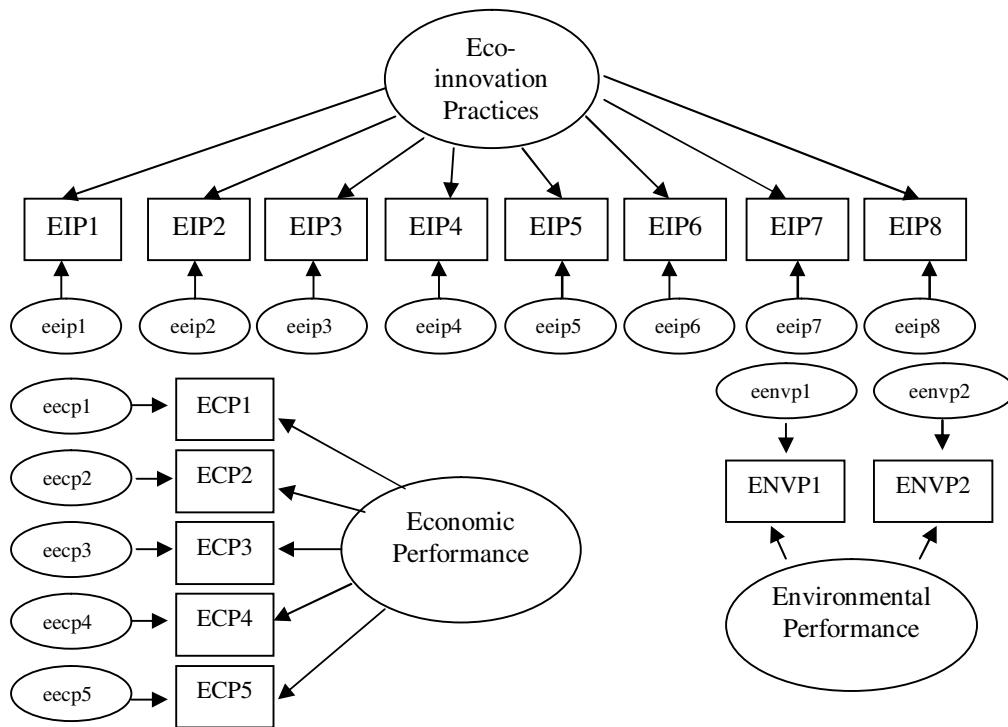 Eco-
innovation
Practices
EIP1 EIP2 EIP3 EIP4 EIP5 EIP6 EIP7 EIP8
eeip1 eeip2 eeip3 eeip4 eeip5 eeip6 eeip7 eeip8
eecp1 ECP1
eecp2 ECP2
eecp3 ECP3
eecp4 ECP4
eecp5 ECP5
Economic
Performance
eenvp1 eenvp2
ENVP1 ENVP2
Environmental
Performance